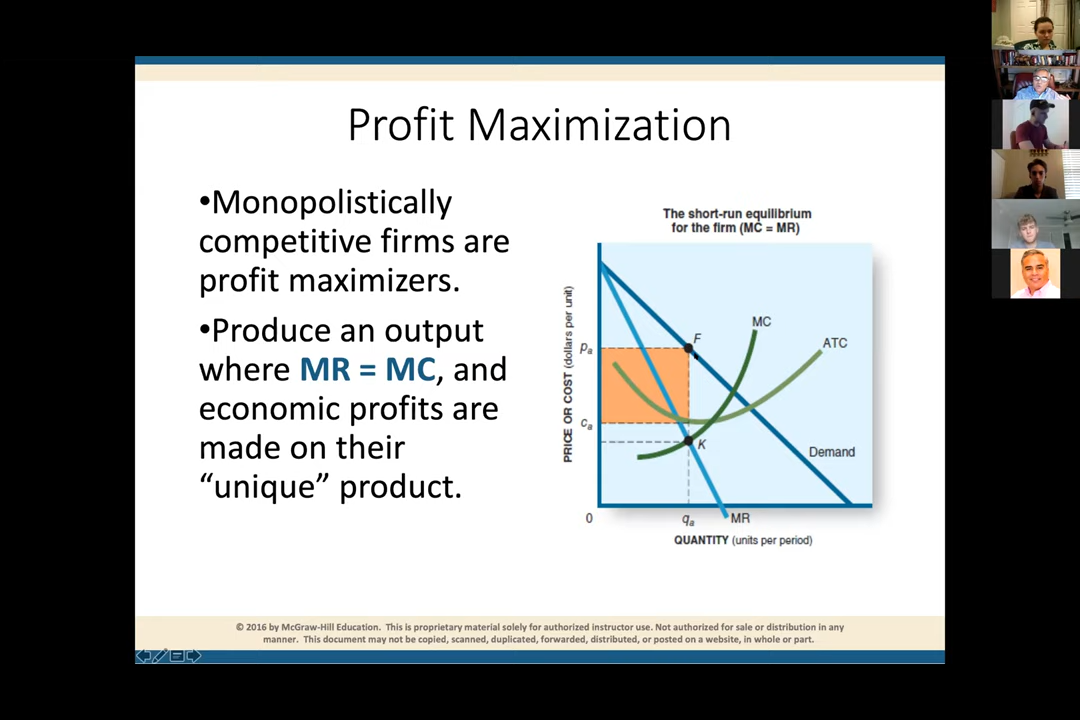 Profit Maximization
•Monopolistically
competitive firms are
profit maximizers.
•Produce an output
where MR = MC, and
economic profits are
made on their
“unique” product.
The short-run equilibrium
for the firm (MC = MR)
PRICE OR COST (dollars per unit)
MC
F
ATC
pa
ca
K
Demand
0
qa
MR
QUANTITY (units per period)
© 2016 by McGraw-Hill Education. This is proprietary material solely for authorized instructor use. Not authorized for sale or distribution in any
manner. This document may not be copied, scanned, duplicated, forwarded, distributed, or posted on a website, in whole or part.